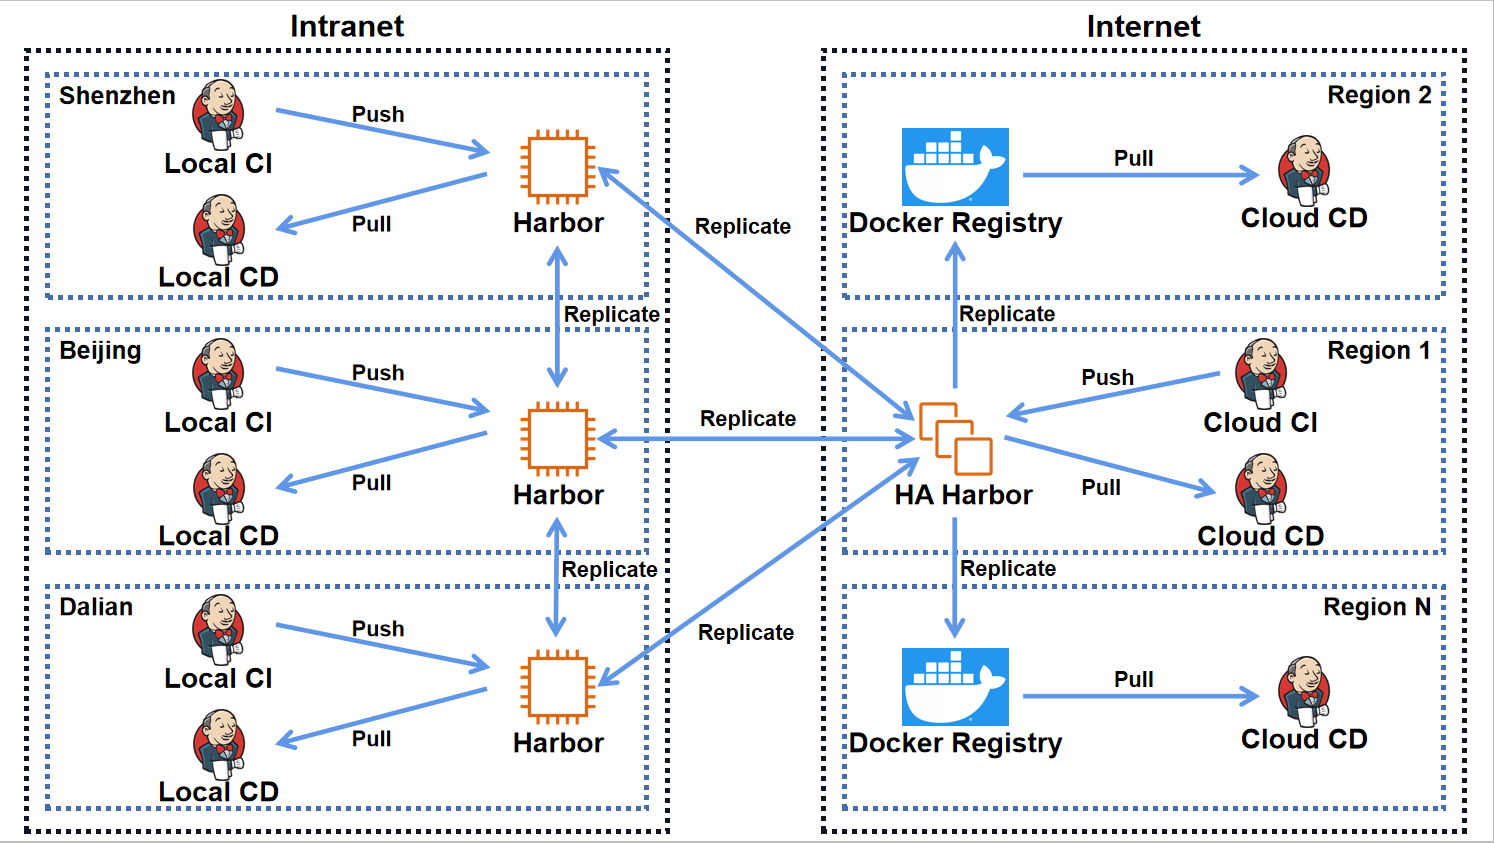 Intranet
Shenzhen
Local CI
Push
Harbor
Pull
Local CD
Replicate
Beijing
Local CI
Push
Harbor
Pull
Local CD
Replicate
Dalian
Local CI
Push
Harbor
Pull
Local CD
Replicate
Replicate
Replicate
Internet
Region 2
Docker Registry
Pull
Cloud CD
Replicate
Region 1
Push
Cloud CI
HA Harbor
Pull
Cloud CD
Replicate
Region N
Docker Registry
Pull
Cloud CD